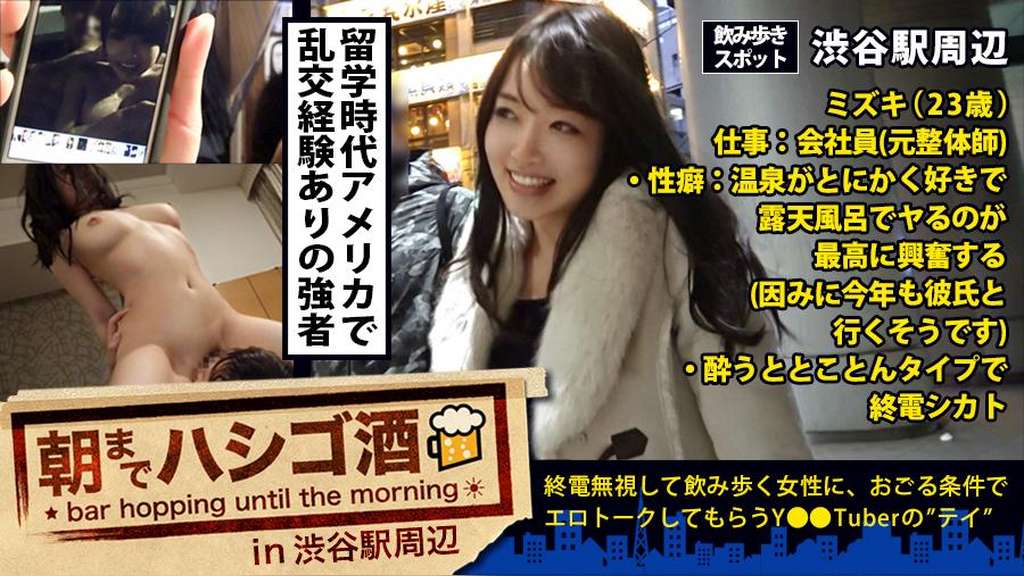 留学時代アメリカで
乱交経験ありの強者
飲み歩き
スポット
渋谷駅周辺
ミズキ（23歳）
仕事：会社員(元整体師)
・性癖：温泉がとにかく好きで
露天風呂でヤるのが
最高に興奮する
(因みに今年も彼氏と
行くそうです)
・酔うととことんタイプで
終電シカト
朝までハシゴ酒
★ bar hopping until the morning ☀
in 渋谷駅周辺
終電無視して飲み歩く女性に、おごる条件で
エロトークしてもらうY●●Tuberの”テイ”